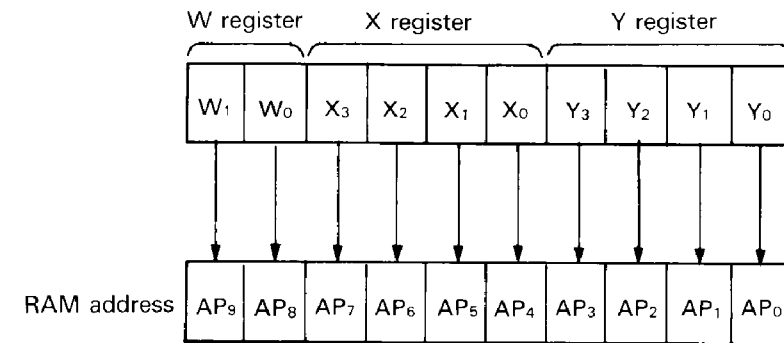 W register X register Y register
W₁ W₀ X₃ X₂ X₁ X₀ Y₃ Y₂ Y₁ Y₀
RAM address AP₉ AP₈ AP₇ AP₆ AP₅ AP₄ AP₃ AP₂ AP₁ AP₀